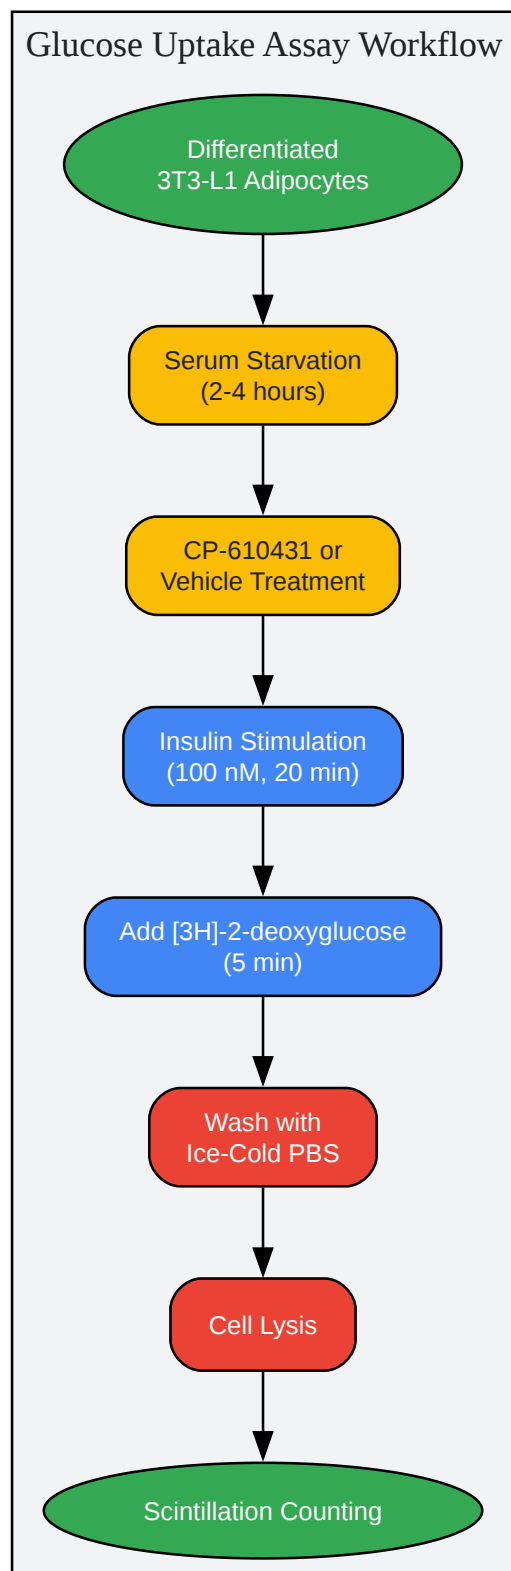 Glucose Uptake Assay Workflow
Differentiated
3T3-L1 Adipocytes
Serum Starvation
(2-4 hours)
CP-610431 or
Vehicle Treatment
Insulin Stimulation
(100 nM, 20 min)
Add [3H]-2-deoxyglucose
(5 min)
Wash with
Ice-Cold PBS
Cell Lysis
Scintillation Counting